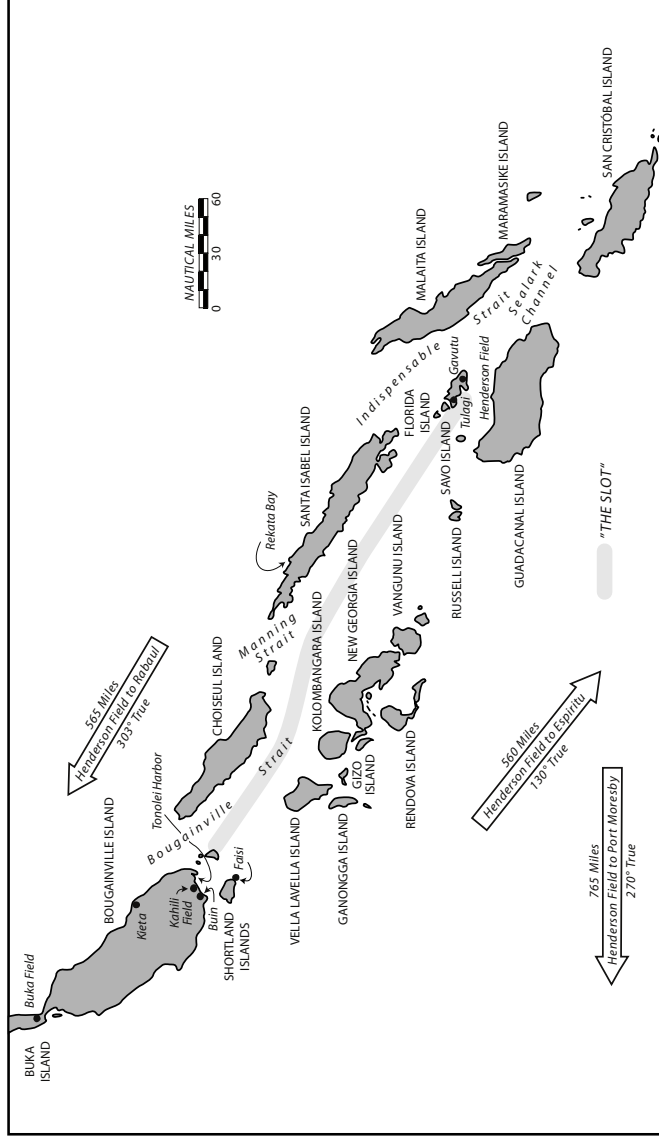 BUKA
ISLAND
Buka Field
BOUGAINVILLE ISLAND
Kieta
Kahili
Field
Buin
Tonolei Harbor
SHORTLAND
ISLANDS
Faisi
Bougainville
Strait
565 Miles
Henderson Field to Rabaul
303° True
CHOISEUL ISLAND
VELLA LAVELLA ISLAND
GANONGGA ISLAND
GIZO
ISLAND
KOLOMBANGARA ISLAND
Manning
Strait
NEW GEORGIA ISLAND
RENDOVA ISLAND
VANGUNU ISLAND
Rekata Bay
SANTA ISABEL ISLAND
NAUTICAL MILES
0
30
60
RUSSELL ISLAND
SAVO ISLAND
FLORIDA
ISLAND
Tulagi
Gavutu
Henderson Field
GUADACANAL ISLAND
Indispensable
Strait
MALAITA ISLAND
MARAMASIKE ISLAND
Sealark
Channel
SAN CRISTÓBAL ISLAND
"THE SLOT"
560 Miles
Henderson Field to Espiritu
130° True
765 Miles
Henderson Field to Port Moresby
270° True